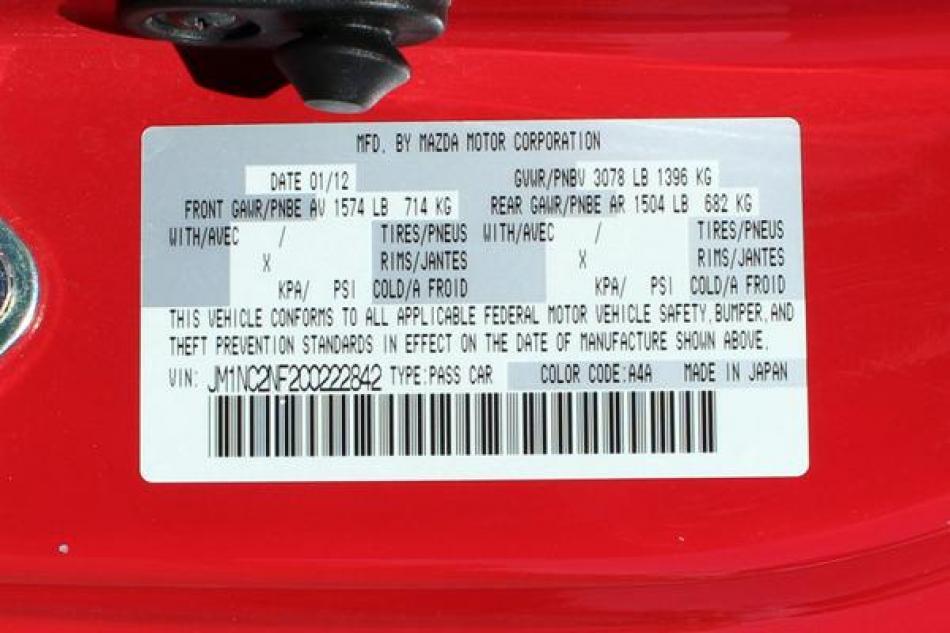 MFD. BY MAZDA MOTOR CORPORATION
DATE 01/12 GVWR/PNBV 3078 LB 1396 KG
FRONT GAWR/PNBE AV 1574 LB 714 KG REAR GAWR/PNBE AR 1504 LB 682 KG
WITH/AVEC / TIRES/PNEUS WITH/AVEC / TIRES/PNEUS
X RIMS/JANTES X RIMS/JANTES
KPA/ PSI COLD/A FROID KPA/ PSI COLD/A FROID
THIS VEHICLE CONFORMS TO ALL APPLICABLE FEDERAL MOTOR VEHICLE SAFETY, BUMPER, AND
THEFT PREVENTION STANDARDS IN EFFECT ON THE DATE OF MANUFACTURE SHOWN ABOVE.
VIN: JM1NC2NF2C0222842 TYPE:PASS CAR COLOR CODE:A4A MADE IN JAPAN